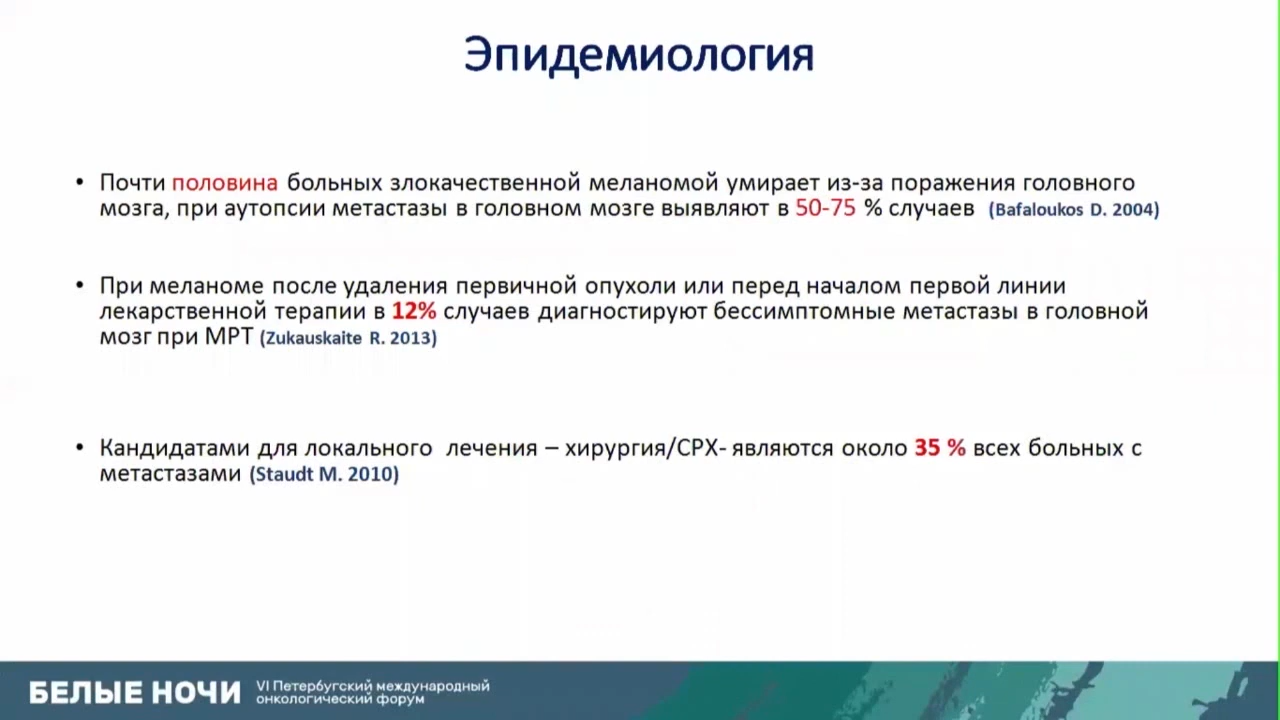 Эпидемиология
• Почти половина больных злокачественной меланомой умирает из-за поражения головного
мозга, при аутопсии метастазы в головном мозге выявляют в 50-75 % случаев (Bafaloukos D. 2004)
• При меланоме после удаления первичной опухоли или перед началом первой линии
лекарственной терапии в 12% случаев диагностируют бессимптомные метастазы в головной
мозг при МРТ (Zukauskaite R. 2013)
• Кандидатами для локального лечения – хирургия/СРХ- являются около 35 % всех больных с
метастазами (Staudt M. 2010)
БЕЛЫЕ НОЧИ
VI Петербугский международный
онкологический форум